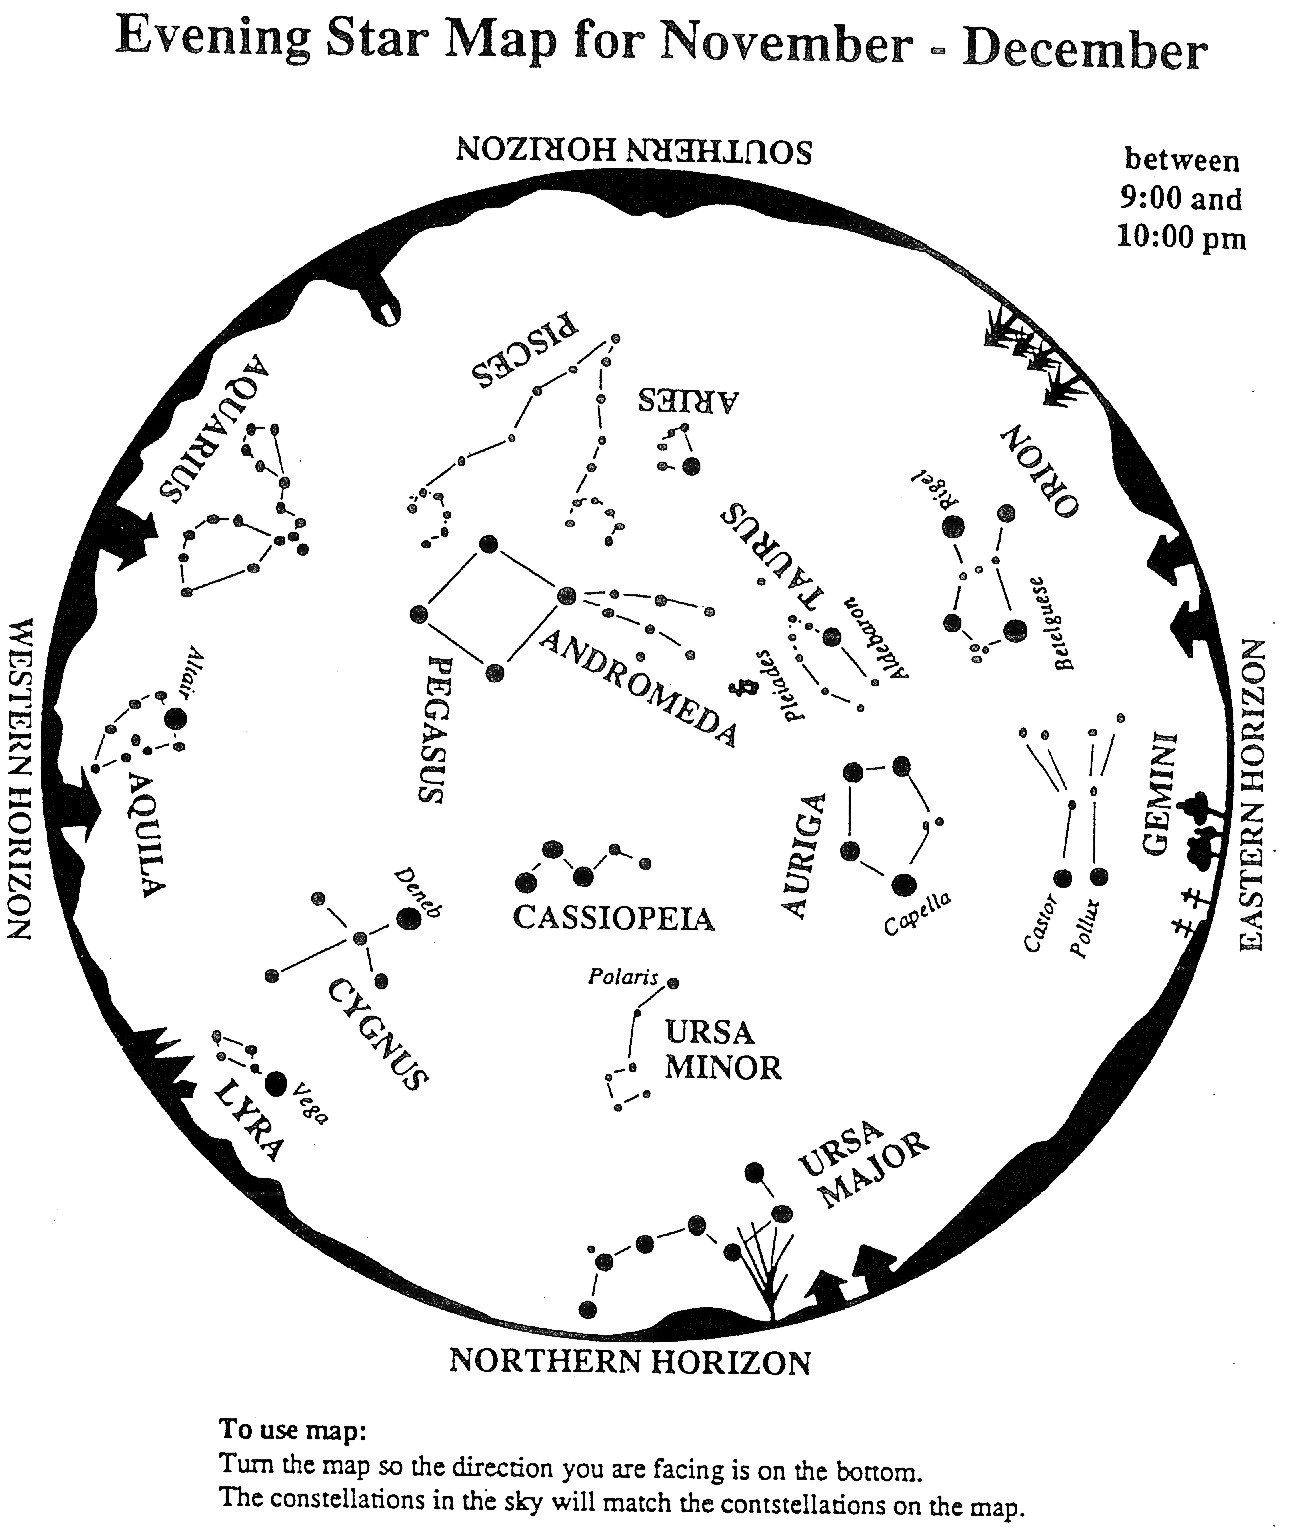 Evening Star Map for November - December
SOUTHERN HORIZON
between
9:00 and
10:00 pm
PISCES
AQUARIUS
ARIES
ORION
Rigel
TAURUS
Betelguese
Aldebaron
Pleiades
ANDROMEDA
PEGASUS
Altair
AQUILA
WESTERN HORIZON
EASTERN HORIZON
GEMINI
AURIGA
Capella
Castor
Pollux
CASSIOPEIA
Deneb
CYGNUS
Polaris
URSA
MINOR
LYRA
Vega
URSA
MAJOR
NORTHERN HORIZON
To use map:
Turn the map so the direction you are facing is on the bottom.
The constellations in the sky will match the contstellations on the map.